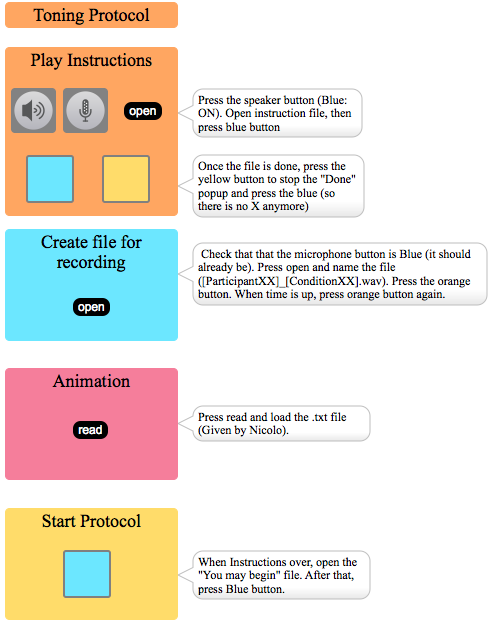 Toning Protocol
Play Instructions
open
Press the speaker button (Blue:
ON). Open instruction file, then
press blue button
Once the file is done, press the
yellow button to stop the "Done"
popup and press the blue (so
there is no X anymore)
Create file for
recording
open
Check that that the microphone button is Blue (it should
already be). Press open and name the file
([ParticipantXX]_[ConditionXX].wav). Press the orange
button. When time is up, press orange button again.
Animation
read
Press read and load the .txt file
(Given by Nicolo).
Start Protocol
When Instructions over, open the
"You may begin" file. After that,
press Blue button.